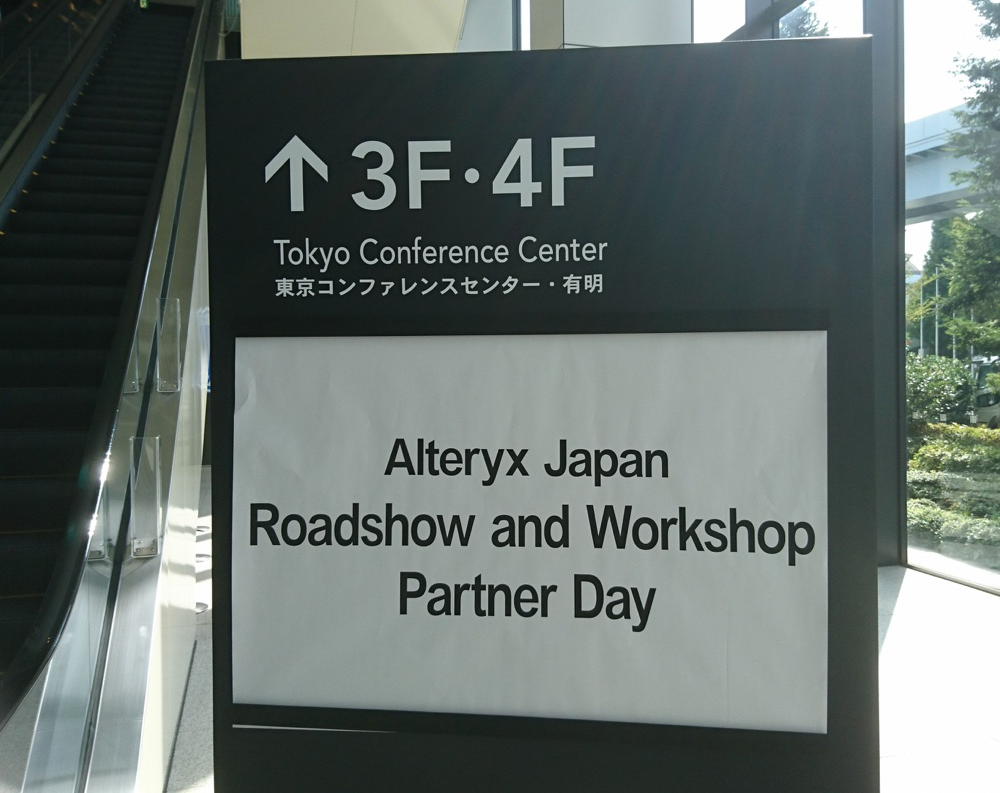 ↑ 3F・4F
Tokyo Conference Center
東京コンファレンスセンター・有明
Alteryx Japan
Roadshow and Workshop
Partner Day